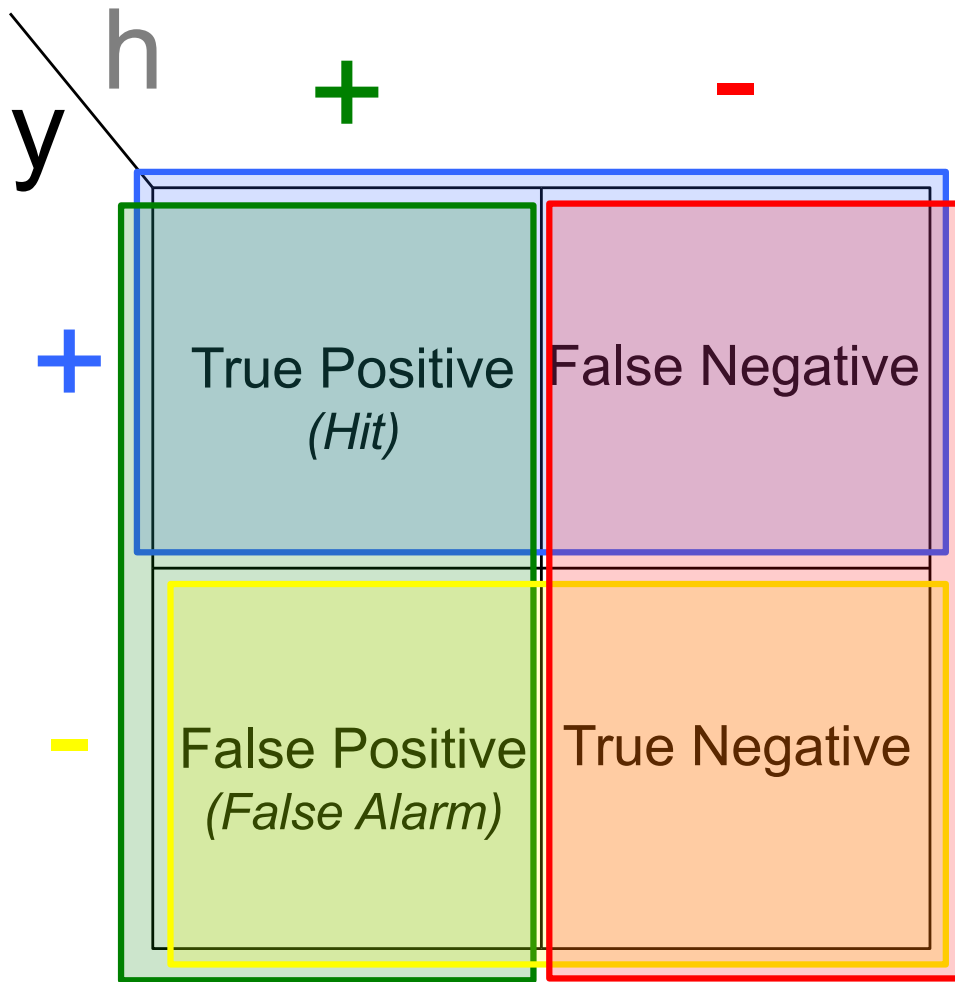 h
y
+ -
+
True Positive
(Hit)
False Negative
-
False Positive
(False Alarm)
True Negative